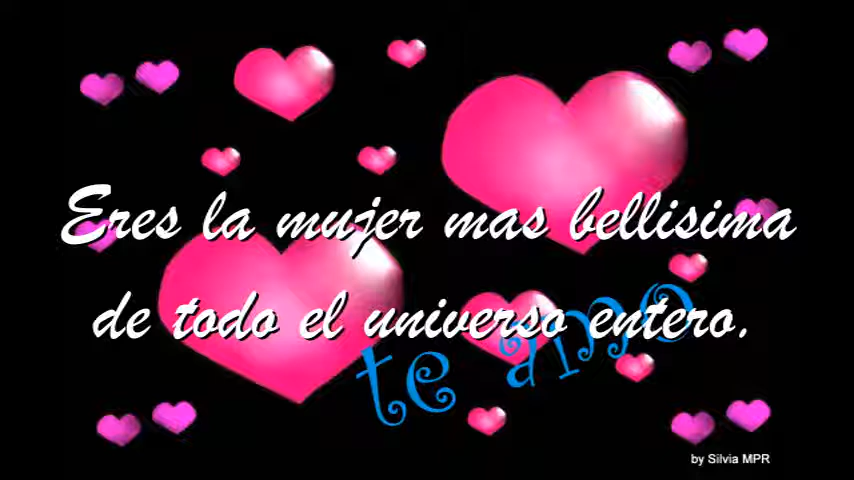 Eres la mujer mas bellisima
de todo el universo entero.
te amo
by Silvia MPR